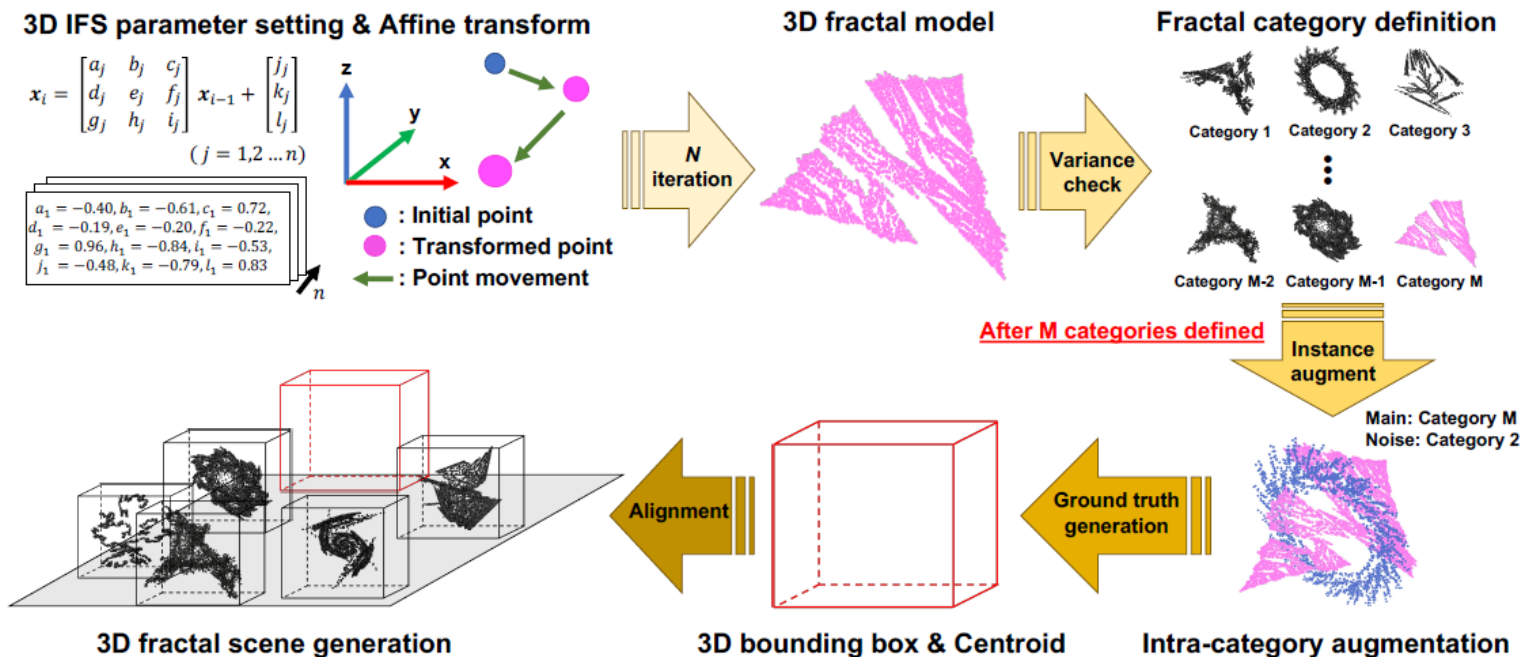 3D IFS parameter setting & Affine transform
3D fractal model
Fractal category definition
x_i = [a_j b_j c_j; d_j e_j f_j; g_j h_j i_j] x_{i-1} + [j_j; k_j; l_j]
( j = 1,2 … n)
a_1 = −0.40, b_1 = −0.61, c_1 = 0.72,
d_1 = −0.19, e_1 = −0.20, f_1 = −0.22,
g_1 = 0.96, h_1 = −0.84, i_1 = −0.53,
j_1 = −0.48, k_1 = −0.79, l_1 = 0.83
n
z
y
x
: Initial point
: Transformed point
: Point movement
N
iteration
Variance
check
Category 1
Category 2
Category 3
Category M-2
Category M-1
Category M
After M categories defined
Instance
augment
Main: Category M
Noise: Category 2
Ground truth
generation
Alignment
3D fractal scene generation
3D bounding box & Centroid
Intra-category augmentation